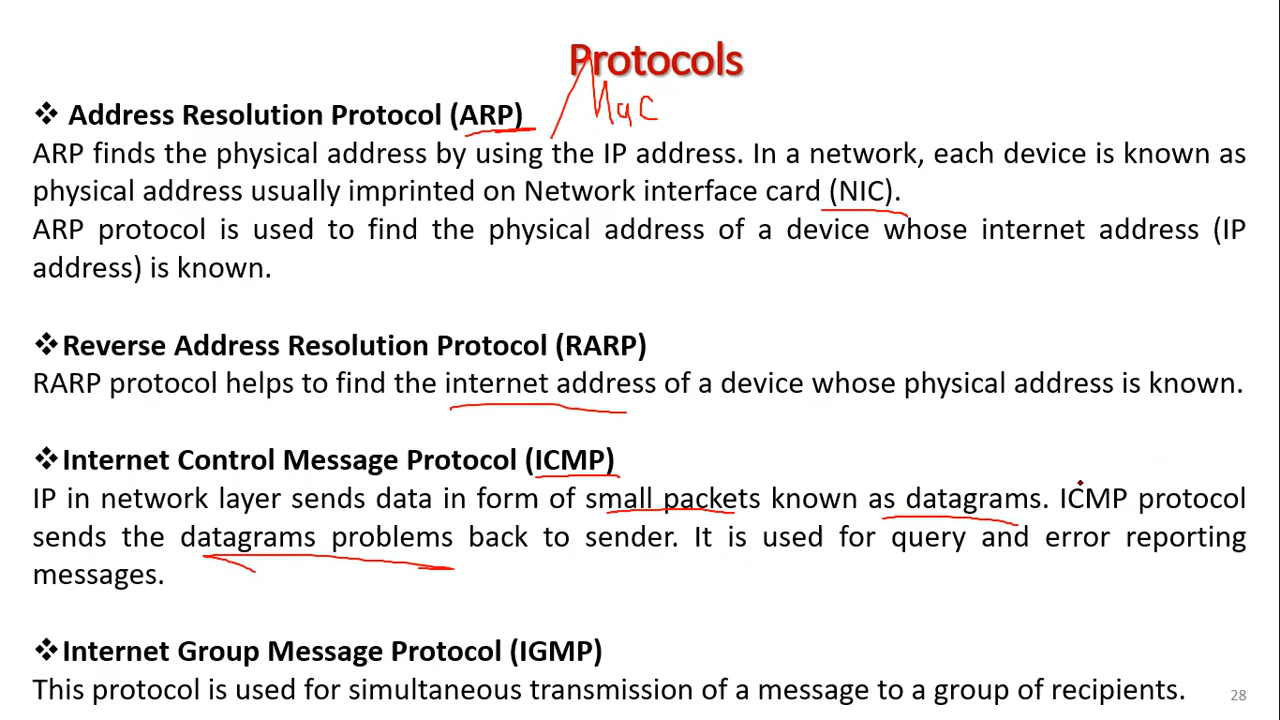 Protocols
Mac
❖ Address Resolution Protocol (ARP)
ARP finds the physical address by using the IP address. In a network, each device is known as
physical address usually imprinted on Network interface card (NIC).
ARP protocol is used to find the physical address of a device whose internet address (IP
address) is known.
❖Reverse Address Resolution Protocol (RARP)
RARP protocol helps to find the internet address of a device whose physical address is known.
❖Internet Control Message Protocol (ICMP)
IP in network layer sends data in form of small packets known as datagrams. ICMP protocol
sends the datagrams problems back to sender. It is used for query and error reporting
messages.
❖Internet Group Message Protocol (IGMP)
This protocol is used for simultaneous transmission of a message to a group of recipients.
28